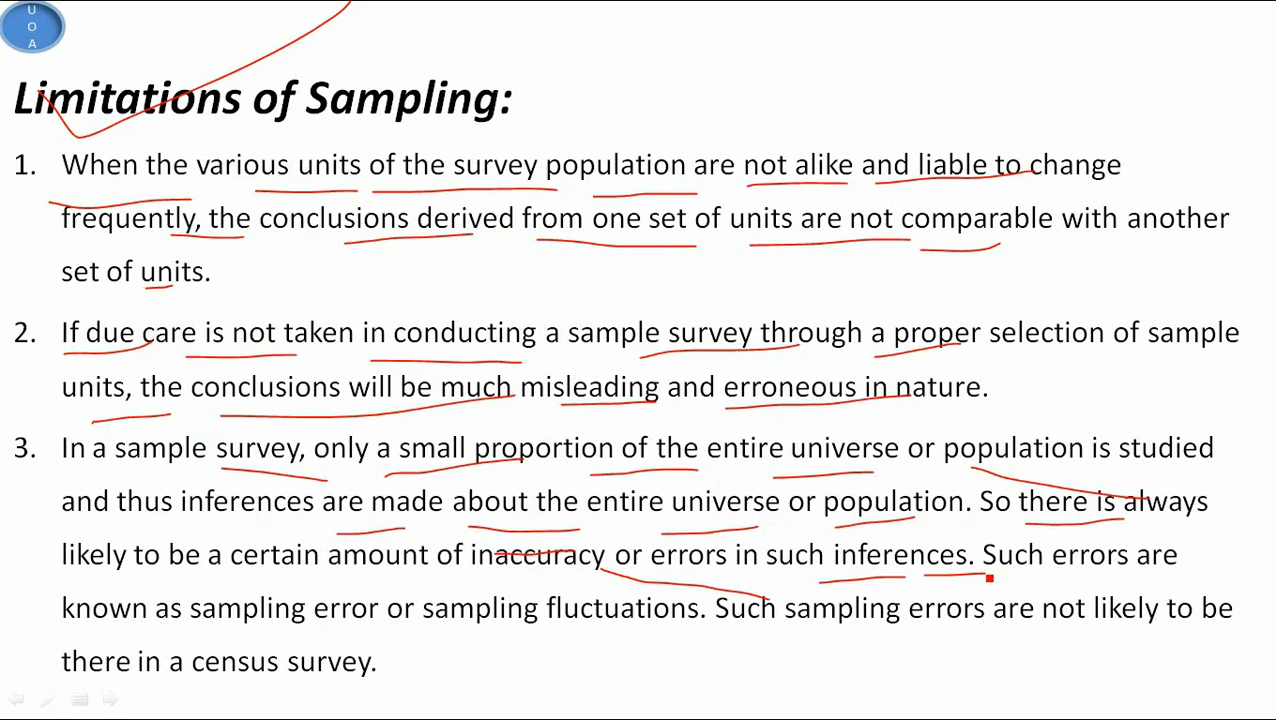 U
O
A
Limitations of Sampling:
1. When the various units of the survey population are not alike and liable to change
frequently, the conclusions derived from one set of units are not comparable with another
set of units.
2. If due care is not taken in conducting a sample survey through a proper selection of sample
units, the conclusions will be much misleading and erroneous in nature.
3. In a sample survey, only a small proportion of the entire universe or population is studied
and thus inferences are made about the entire universe or population. So there is always
likely to be a certain amount of inaccuracy or errors in such inferences. Such errors are
known as sampling error or sampling fluctuations. Such sampling errors are not likely to be
there in a census survey.